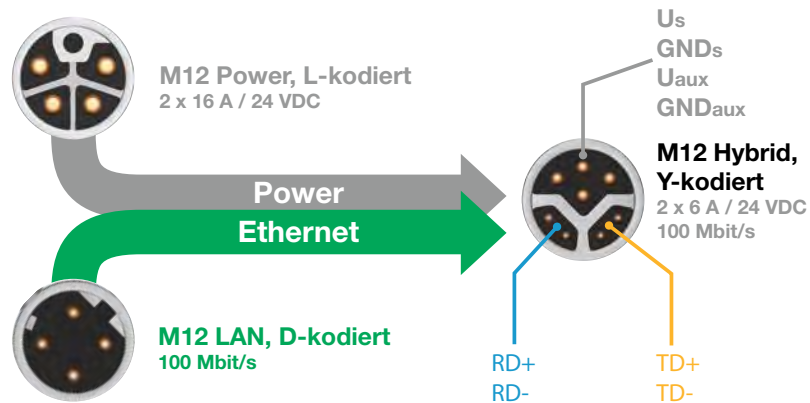 M12 Power, L-kodiert
2 x 16 A / 24 VDC
Us
GNDs
Uaux
GNDaux
Power
Ethernet
M12 Hybrid,
Y-kodiert
2 x 6 A / 24 VDC
100 Mbit/s
M12 LAN, D-kodiert
100 Mbit/s
RD+
RD-
TD+
TD-